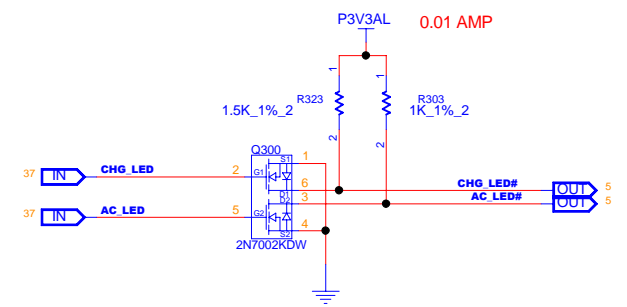 P3V3AL
0.01 AMP
1
1
R323
1.5K_1%_2
R303
1K_1%_2
2
2
Q300
37 IN CHG_LED 2 G1 S1 1
D1 6 CHG_LED# OUT 5
D2 3 AC_LED# OUT 5
37 IN AC_LED 5 G2 S2 4
2N7002KDW